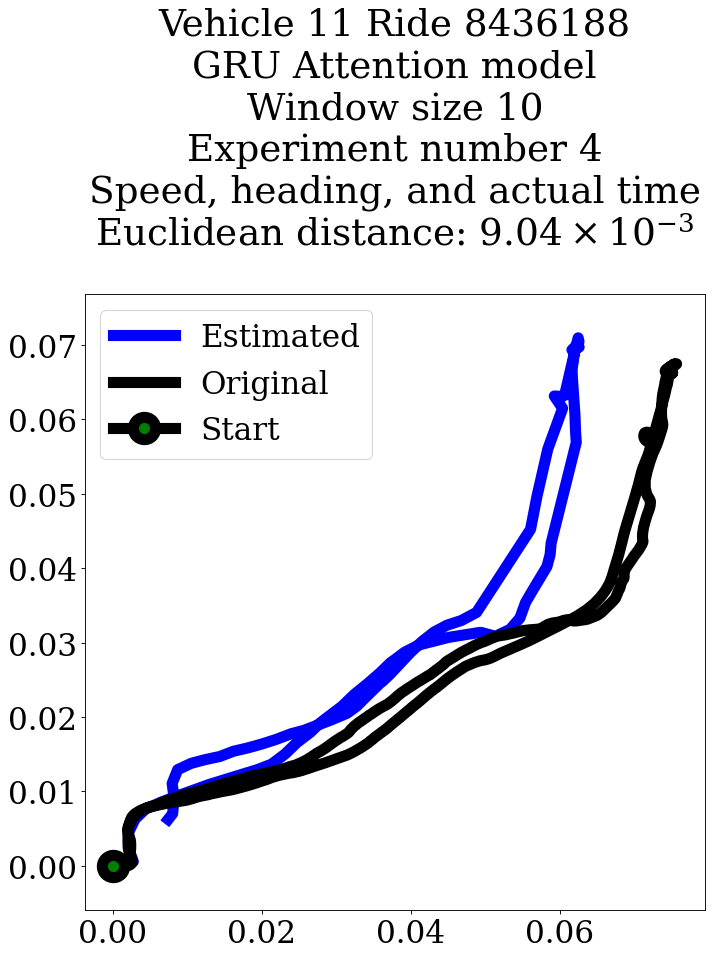 Vehicle 11 Ride 8436188
GRU Attention model
Window size 10
Experiment number 4
Speed, heading, and actual time
Euclidean distance: 9.04 × 10⁻³
Estimated
Original
Start
0.07
0.06
0.05
0.04
0.03
0.02
0.01
0.00
0.00 0.02 0.04 0.06